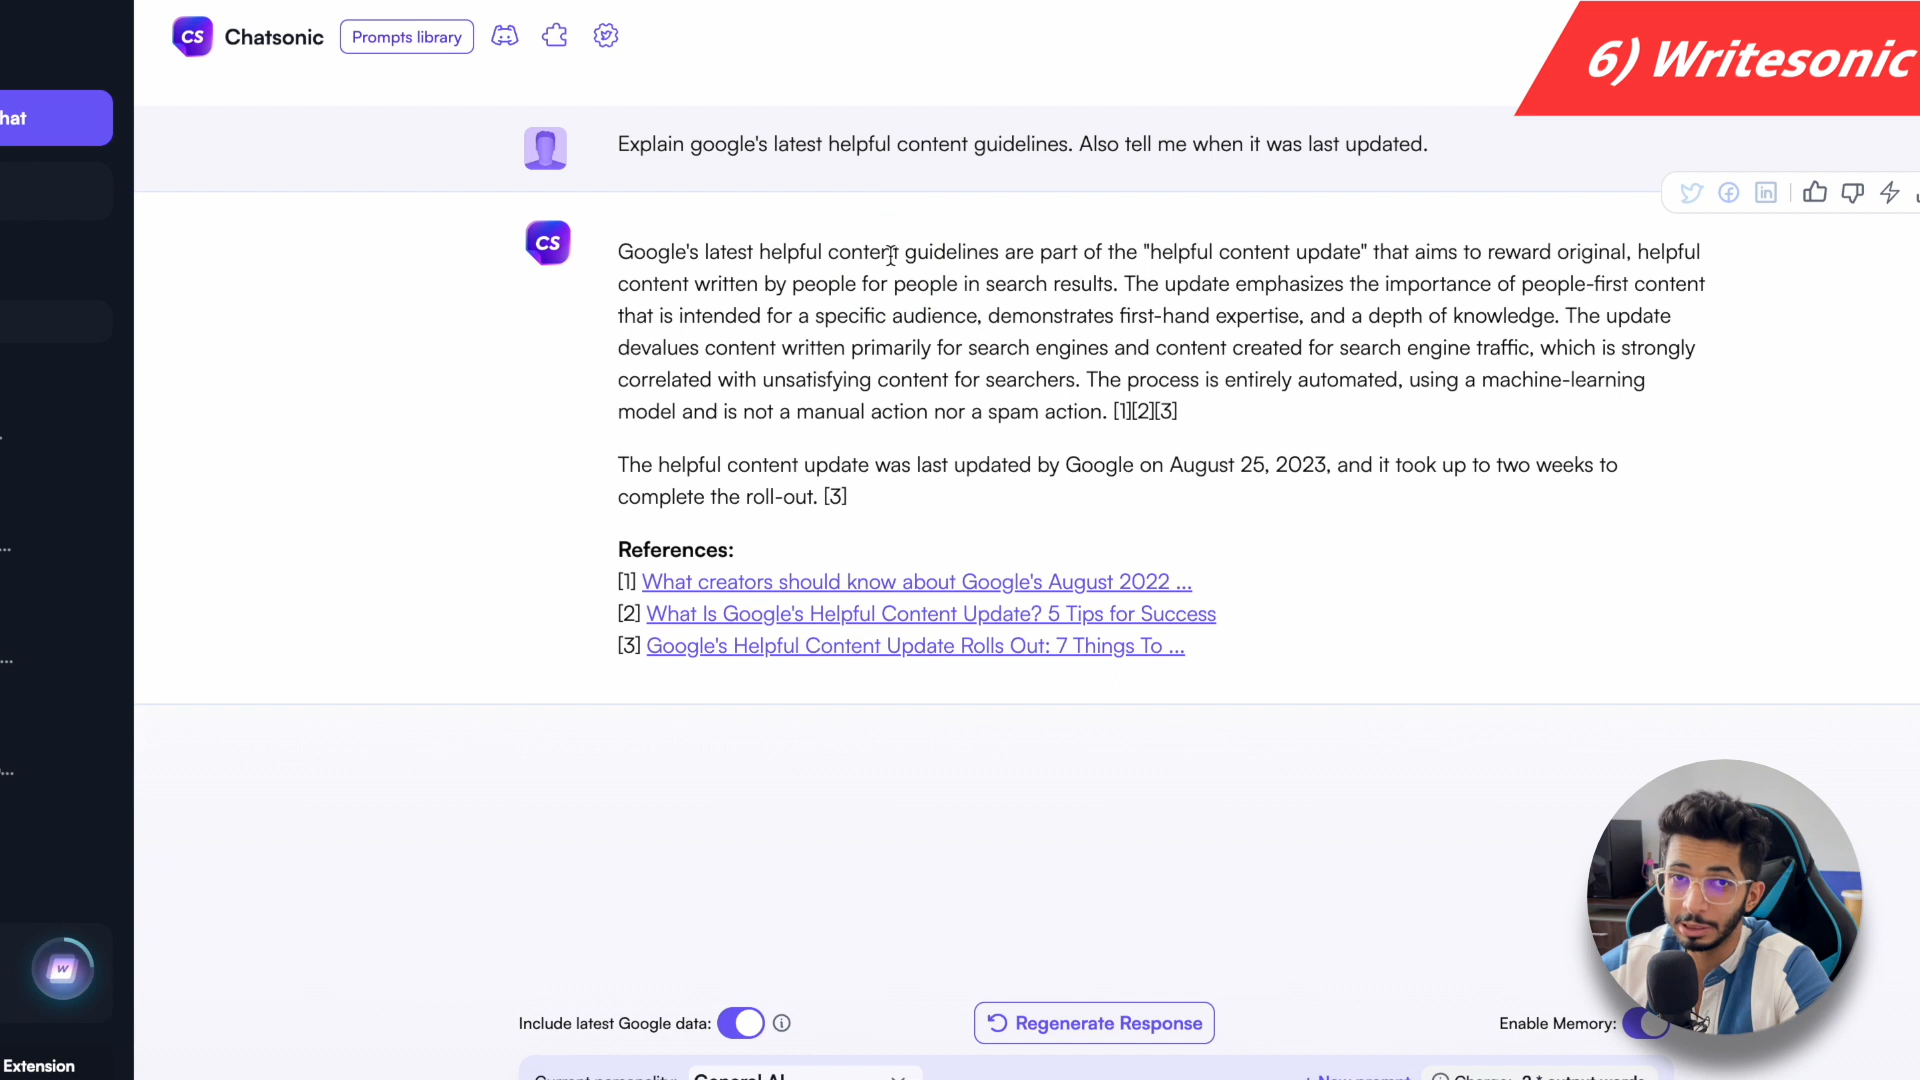 CS Chatsonic Prompts library
6) Writesonic
hat
Explain google's latest helpful content guidelines. Also tell me when it was last updated.
CS
Google's latest helpful content guidelines are part of the "helpful content update" that aims to reward original, helpful
content written by people for people in search results. The update emphasizes the importance of people-first content
that is intended for a specific audience, demonstrates first-hand expertise, and a depth of knowledge. The update
devalues content written primarily for search engines and content created for search engine traffic, which is strongly
correlated with unsatisfying content for searchers. The process is entirely automated, using a machine-learning
model and is not a manual action nor a spam action. [1][2][3]
The helpful content update was last updated by Google on August 25, 2023, and it took up to two weeks to
complete the roll-out. [3]
References:
[1] What creators should know about Google's August 2022 ...
[2] What Is Google's Helpful Content Update? 5 Tips for Success
[3] Google's Helpful Content Update Rolls Out: 7 Things To ...
W
Include latest Google data: Regenerate Response Enable Memory:
Extension
General AI